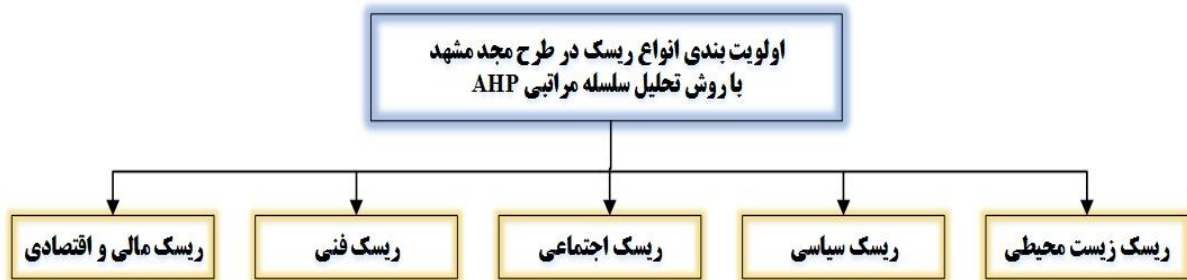 اولویت بندی انواع ریسک در طرح مجد مشهد
با روش تحلیل سلسله مراتبی AHP
ریسک زیست محیطی
ریسک سیاسی
ریسک اجتماعی
ریسک فنی
ریسک مالی و اقتصادی